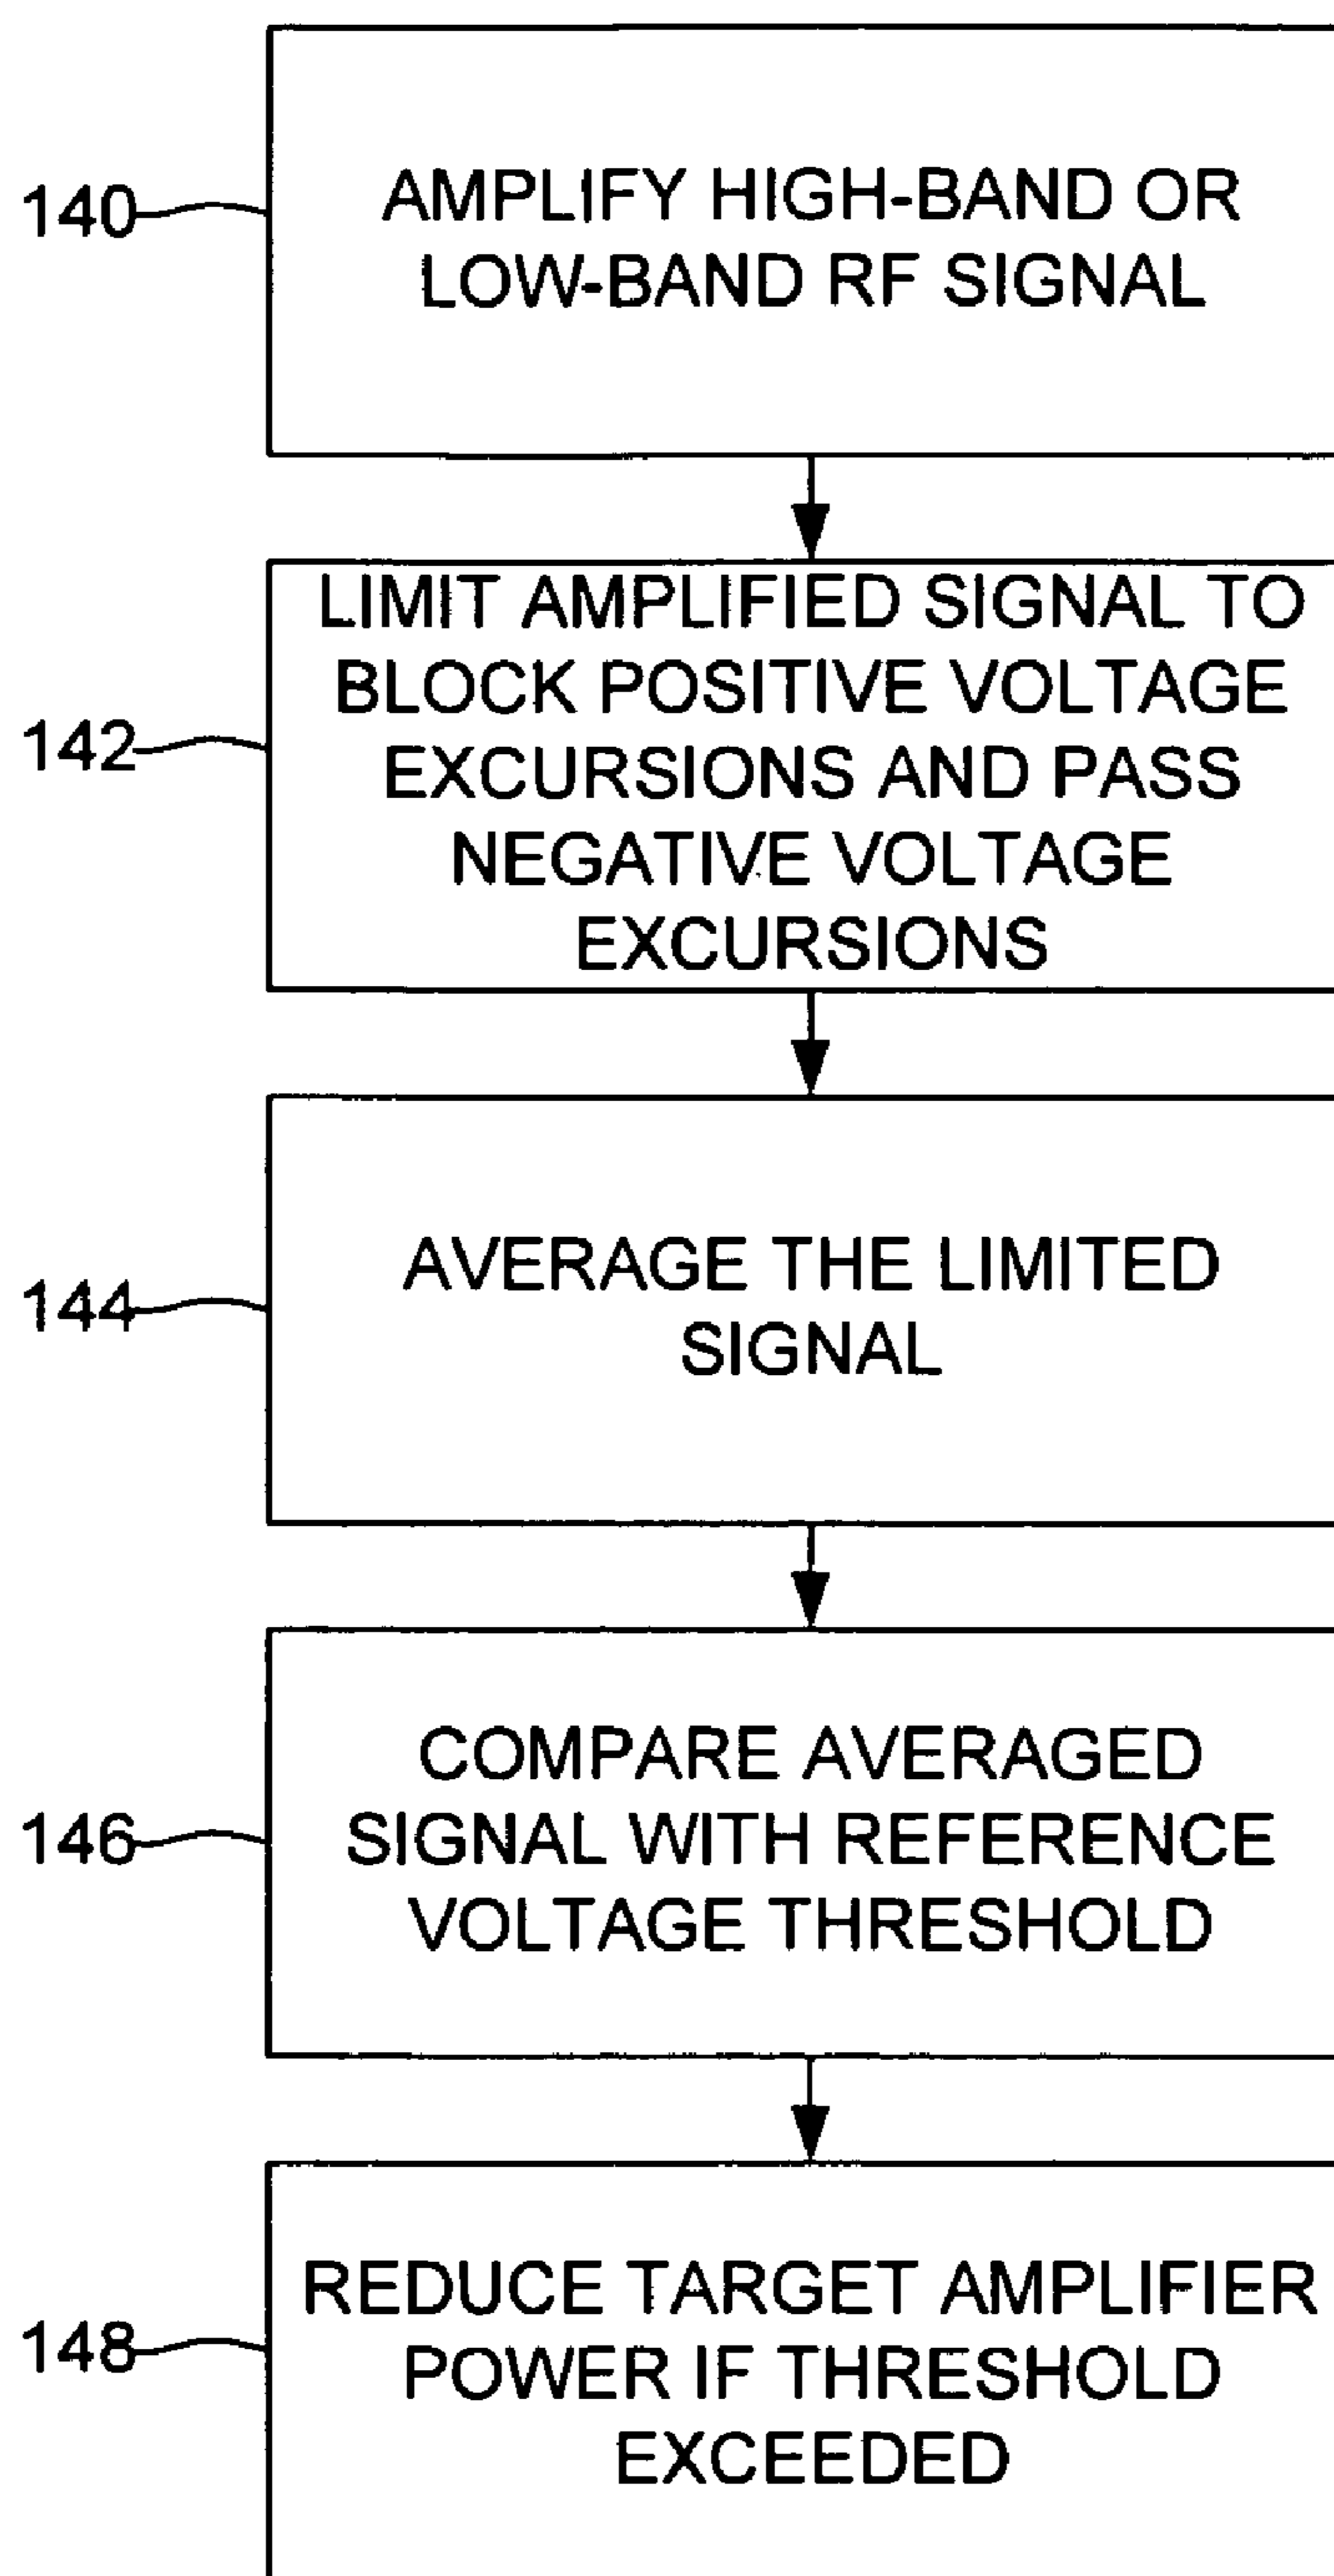 140
AMPLIFY HIGH-BAND OR
LOW-BAND RF SIGNAL
142
LIMIT AMPLIFIED SIGNAL TO
BLOCK POSITIVE VOLTAGE
EXCURSIONS AND PASS
NEGATIVE VOLTAGE
EXCURSIONS
144
AVERAGE THE LIMITED
SIGNAL
146
COMPARE AVERAGED
SIGNAL WITH REFERENCE
VOLTAGE THRESHOLD
148
REDUCE TARGET AMPLIFIER
POWER IF THRESHOLD
EXCEEDED